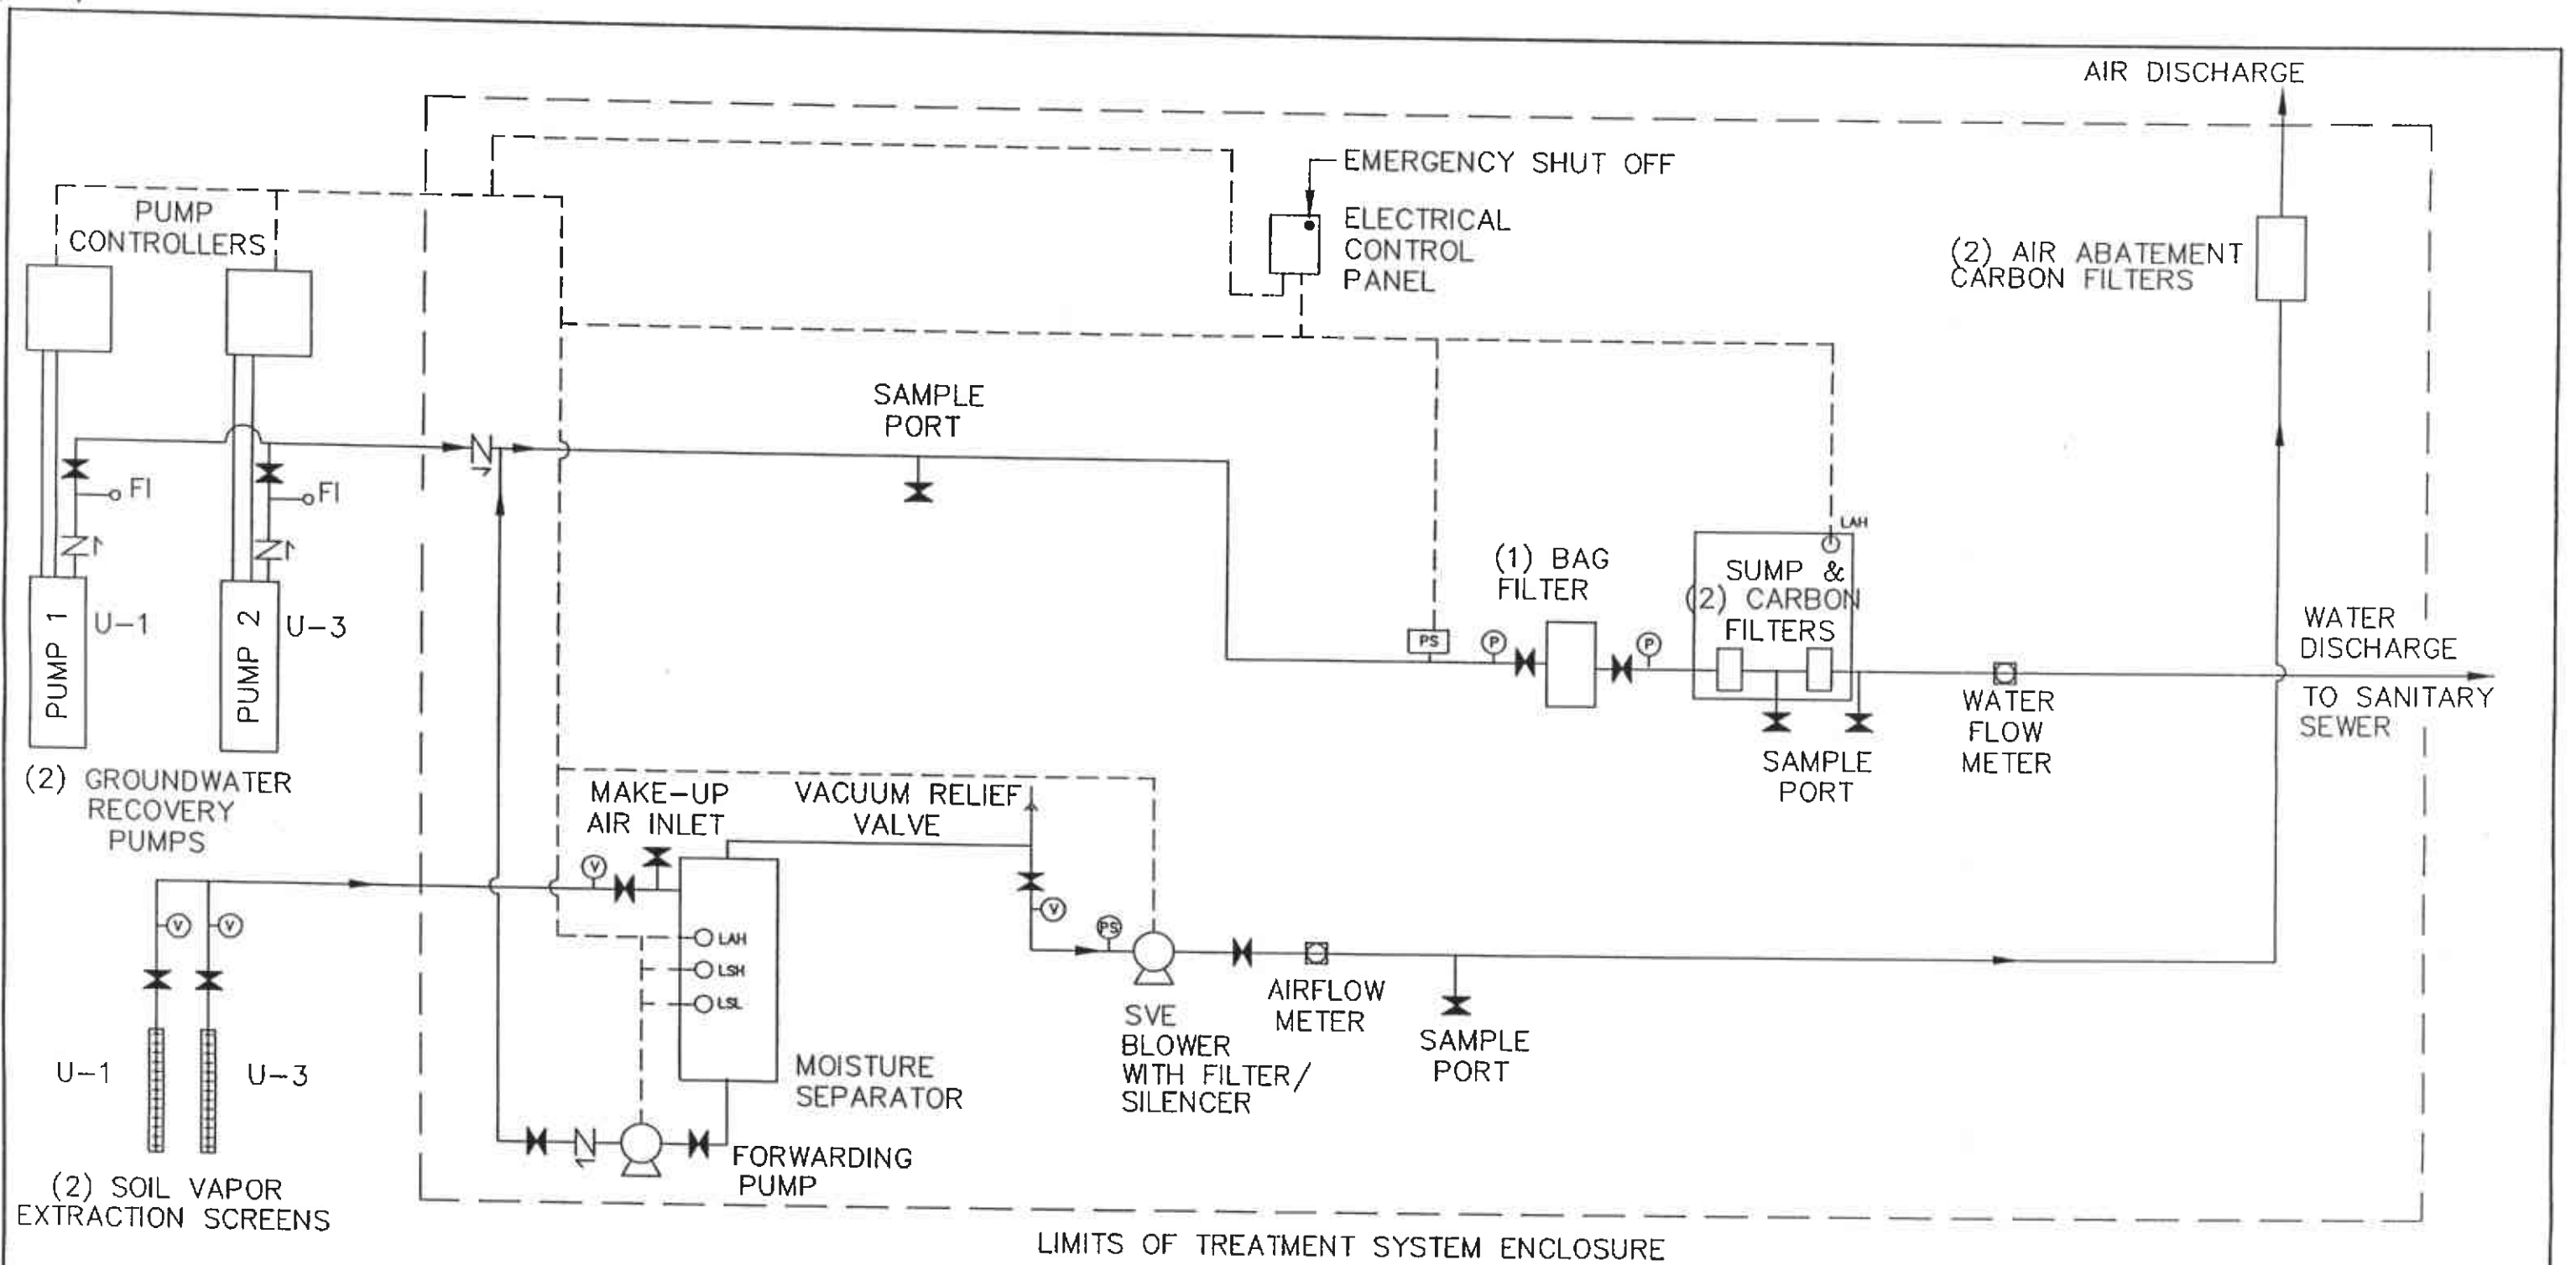 AIR DISCHARGE
EMERGENCY SHUT OFF
PUMP
CONTROLLERS
ELECTRICAL
CONTROL
PANEL
(2) AIR ABATEMENT
CARBON FILTERS
SAMPLE
PORT
FI
FI
LAH
(1) BAG
FILTER
SUMP &
(2) CARBON
FILTERS
PUMP 1
U-1
PUMP 2
U-3
PS
P
P
WATER
DISCHARGE
TO SANITARY
SEWER
WATER
FLOW
METER
SAMPLE
PORT
(2) GROUNDWATER
RECOVERY
PUMPS
MAKE-UP
AIR INLET
VACUUM RELIEF
VALVE
V
V
V
V
PS
LAH
LSH
LSL
AIRFLOW
METER
SVE
BLOWER
WITH FILTER/
SILENCER
SAMPLE
PORT
U-1
U-3
MOISTURE
SEPARATOR
FORWARDING
PUMP
(2) SOIL VAPOR
EXTRACTION SCREENS
LIMITS OF TREATMENT SYSTEM ENCLOSURE